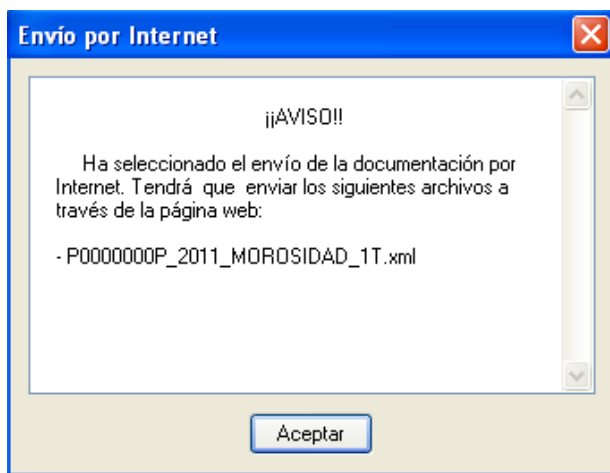 Envío por Internet
¡¡AVISO!!
Ha seleccionado el envío de la documentación por
Internet. Tendrá que enviar los siguientes archivos a
través de la página web:
- P0000000P_2011_MOROSIDAD_1T.xml
Aceptar